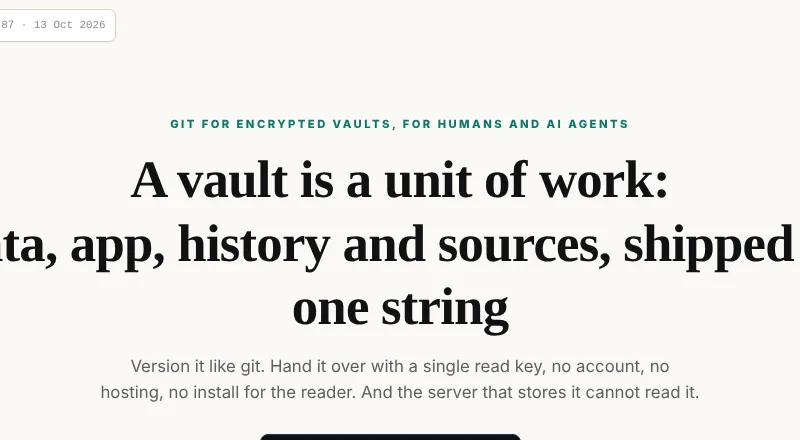 87 · 13 Oct 2026
GIT FOR ENCRYPTED VAULTS, FOR HUMANS AND AI AGENTS
A vault is a unit of work:
ta, app, history and sources, shipped
one string
Version it like git. Hand it over with a single read key, no account, no
hosting, no install for the reader. And the server that stores it cannot read it.